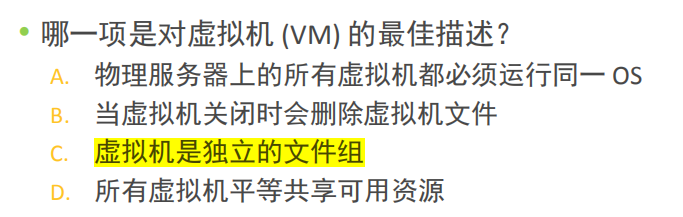 • 哪一项是对虚拟机 (VM) 的最佳描述？
A. 物理服务器上的所有虚拟机都必须运行同一 OS
B. 当虚拟机关闭时会删除虚拟机文件
C. 虚拟机是独立的文件组
D. 所有虚拟机平等共享可用资源